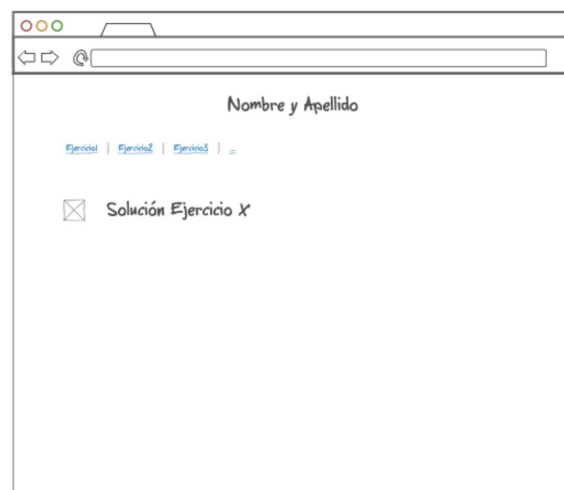 Nombre y Apellido
Ejercicio1 | Ejercicio2 | Ejercicio3 | ...
Solución Ejercicio X